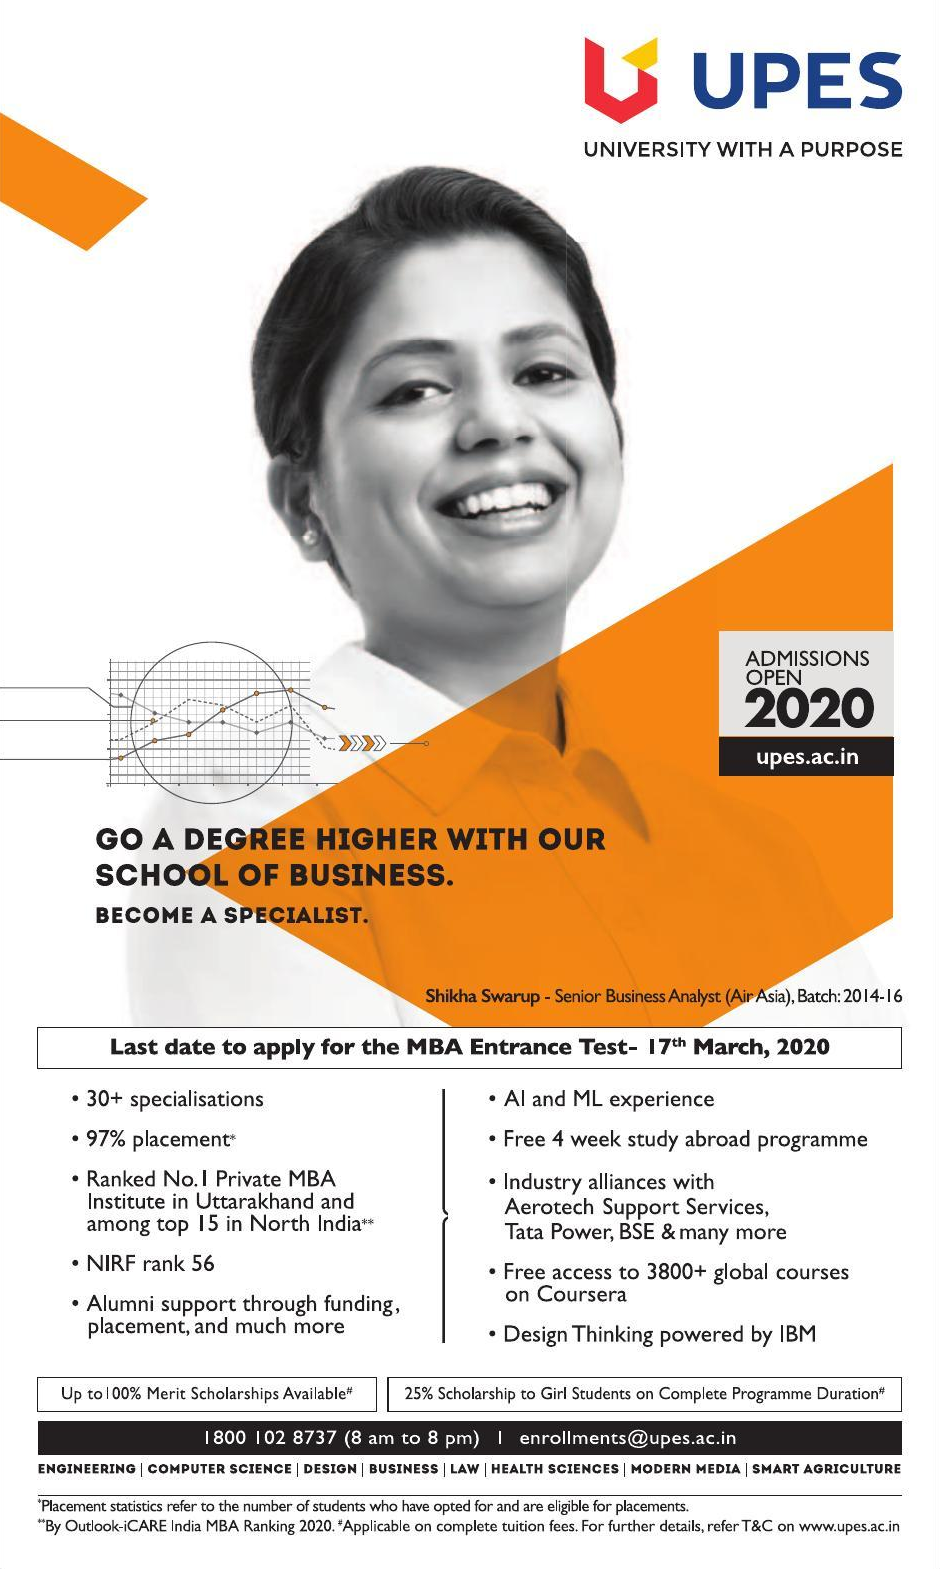 UPES
UNIVERSITY WITH A PURPOSE
ADMISSIONS
OPEN
2020
upes.ac.in
GO A DEGREE HIGHER WITH OUR
SCHOOL OF BUSINESS.
BECOME A SPECIALIST.
Shikha Swarup - Senior Business Analyst (Air Asia), Batch: 2014-16
Last date to apply for the MBA Entrance Test- 17th March, 2020
• 30+ specialisations
• 97% placement*
• Ranked No.1 Private MBA
Institute in Uttarakhand and
among top 15 in North India**
• NIRF rank 56
• Alumni support through funding,
placement, and much more
• AI and ML experience
• Free 4 week study abroad programme
• Industry alliances with
Aerotech Support Services,
Tata Power, BSE & many more
• Free access to 3800+ global courses
on Coursera
• Design Thinking powered by IBM
Up to 100% Merit Scholarships Available#
25% Scholarship to Girl Students on Complete Programme Duration#
1800 102 8737 (8 am to 8 pm) I enrollments@upes.ac.in
ENGINEERING | COMPUTER SCIENCE | DESIGN | BUSINESS | LAW | HEALTH SCIENCES | MODERN MEDIA | SMART AGRICULTURE
*Placement statistics refer to the number of students who have opted for and are eligible for placements.
**By Outlook-iCARE India MBA Ranking 2020. #Applicable on complete tuition fees. For further details, refer T&C on www.upes.ac.in